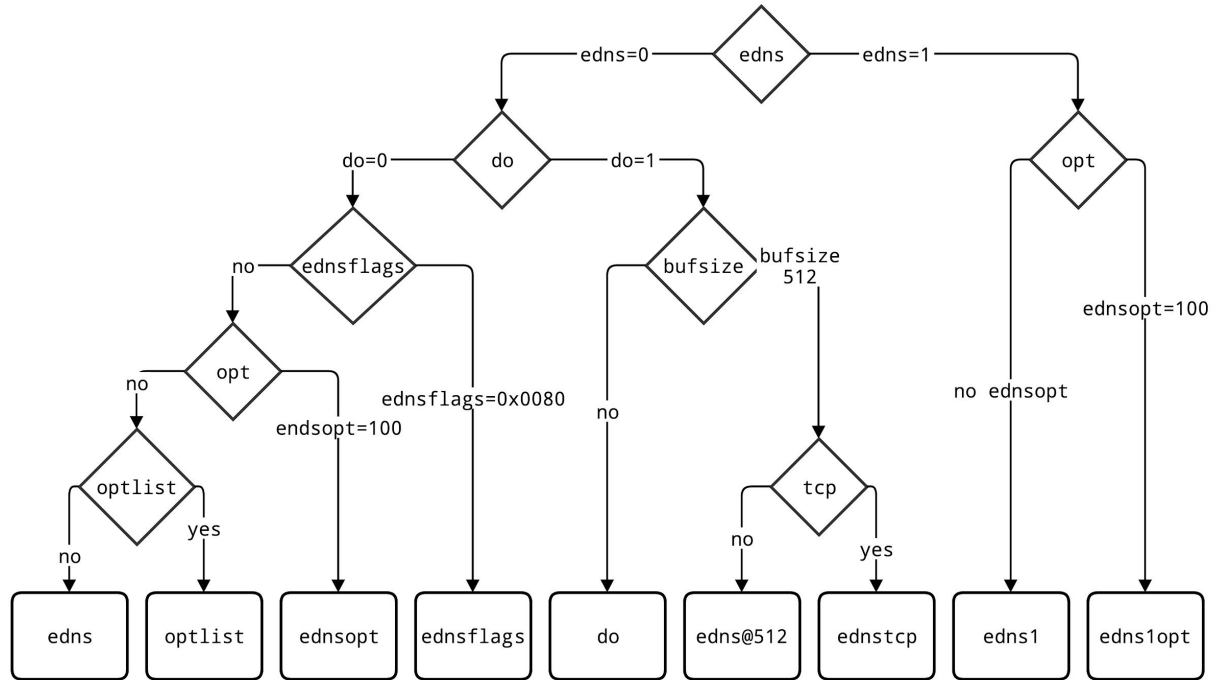 edns
edns=0
edns=1
do
opt
do=0
do=1
ednsflags
bufsize
bufsize
512
no
ednsopt=100
opt
no
no ednsopt
ednsflags=0x0080
no
endsopt=100
optlist
tcp
yes
no
no
yes
edns
optlist
ednsopt
ednsflags
do
edns@512
ednstcp
edns1
edns1opt